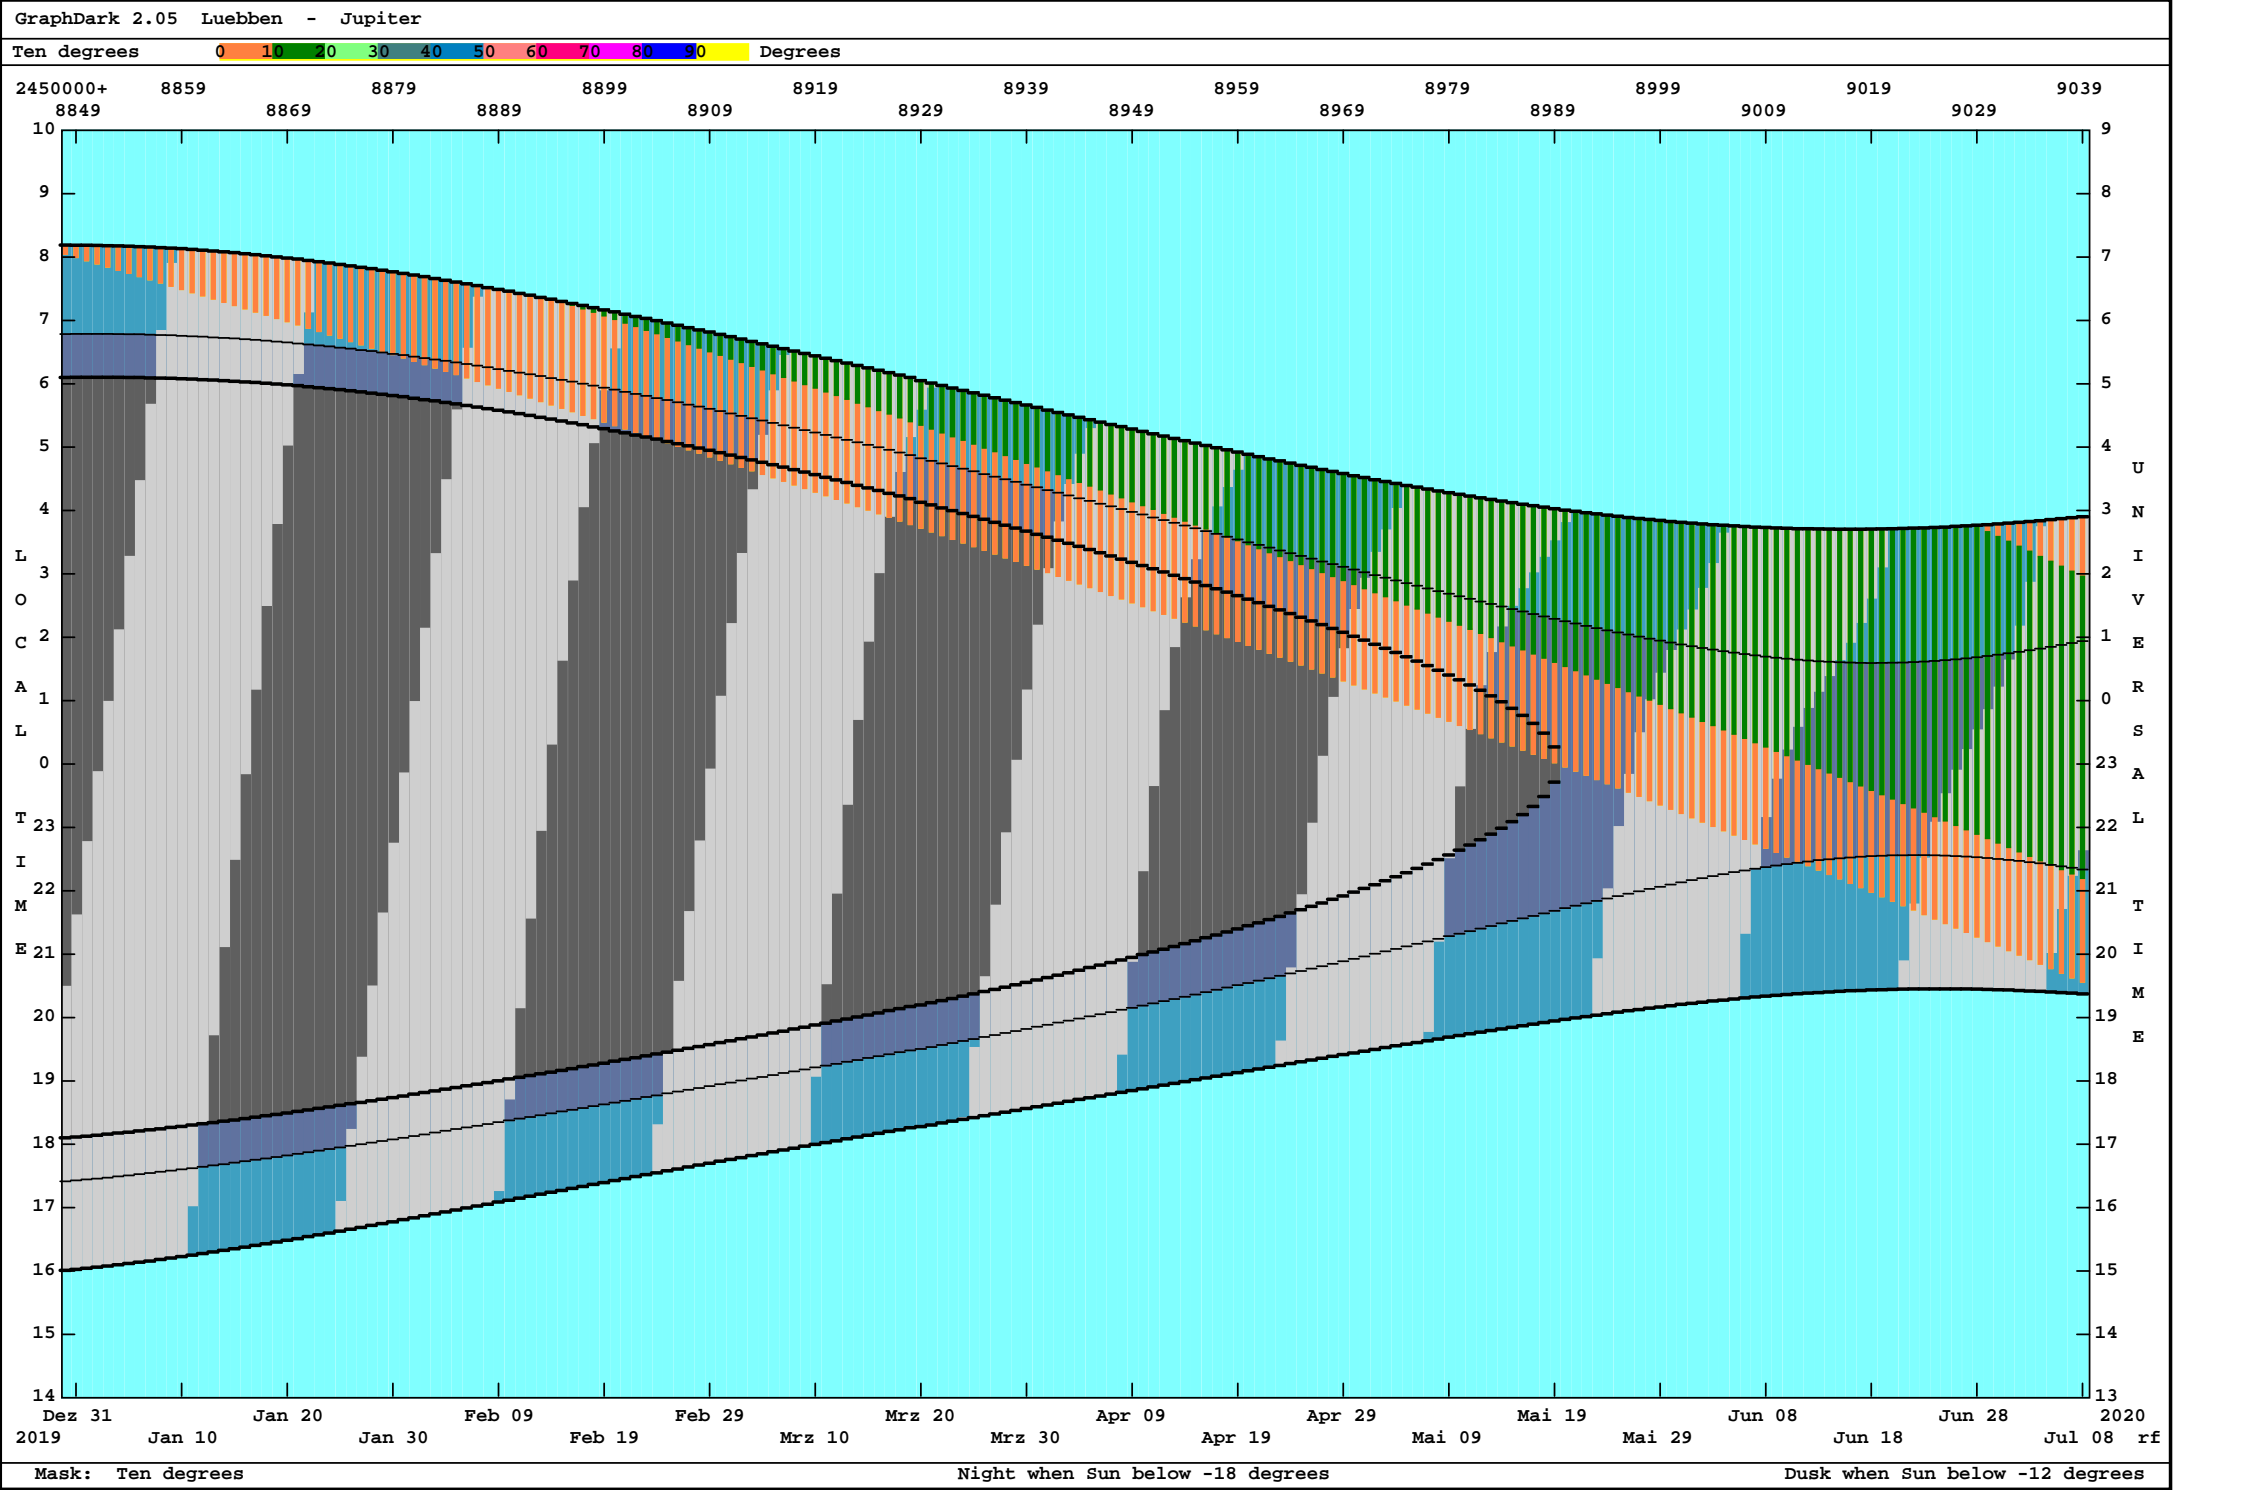 GraphDark 2.05  Luebben  -  Jupiter
Ten degrees 0 10 20 30 40 50 60 70 80 90 Degrees
2450000+ 8859 8879 8899 8919 8939 8959 8979 8999 9019 9039
8849 8869 8889 8909 8929 8949 8969 8989 9009 9029
10 9
9 8
8 7
7 6
6 5
5 4
4 3
3 2
2 1
1 0
0 23
23 22
22 21
21 20
20 19
19 18
18 17
17 16
16 15
15 14
14 13
LOCAL TIME
UNIVERSAL TIME
Dez 31 Jan 20 Feb 09 Feb 29 Mrz 20 Apr 09 Apr 29 Mai 19 Jun 08 Jun 28 2020
2019 Jan 10 Jan 30 Feb 19 Mrz 10 Mrz 30 Apr 19 Mai 09 Mai 29 Jun 18 Jul 08 rf
Mask:  Ten degrees Night when Sun below -18 degrees Dusk when Sun below -12 degrees